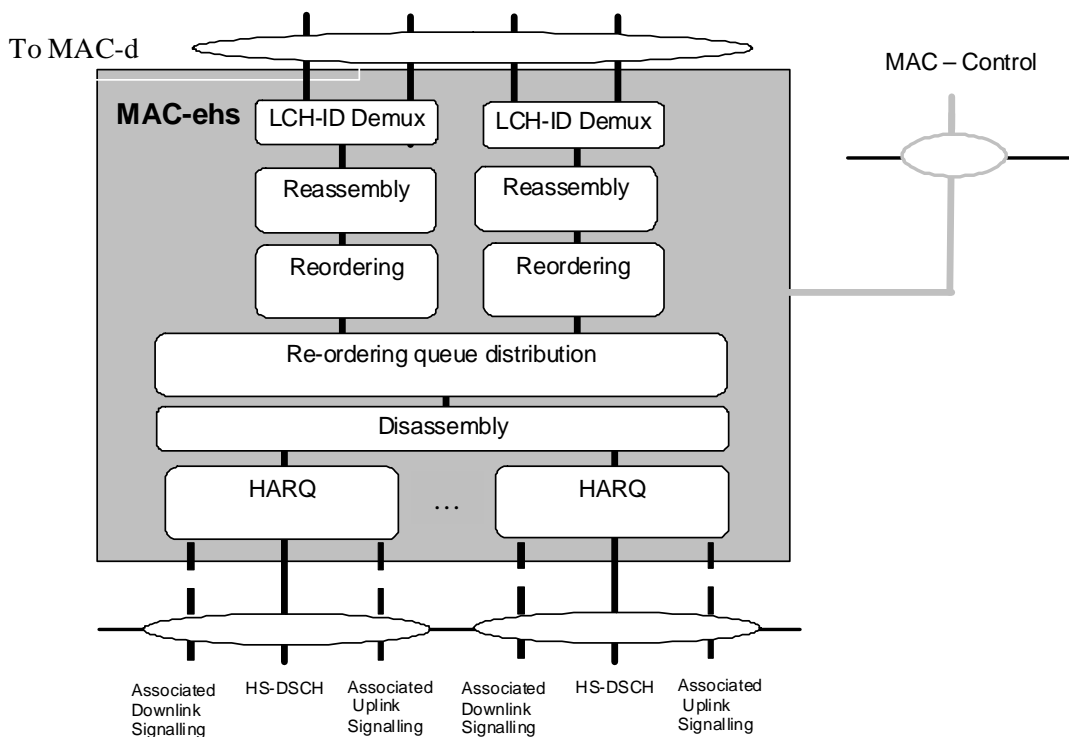 To MAC-d
MAC – Control
MAC-ehs
LCH-ID Demux
LCH-ID Demux
Reassembly
Reassembly
Reordering
Reordering
Re-ordering queue distribution
Disassembly
HARQ
...
HARQ
Associated
Downlink
Signalling
HS-DSCH
Associated
Uplink
Signalling
Associated
Downlink
Signalling
HS-DSCH
Associated
Uplink
Signalling